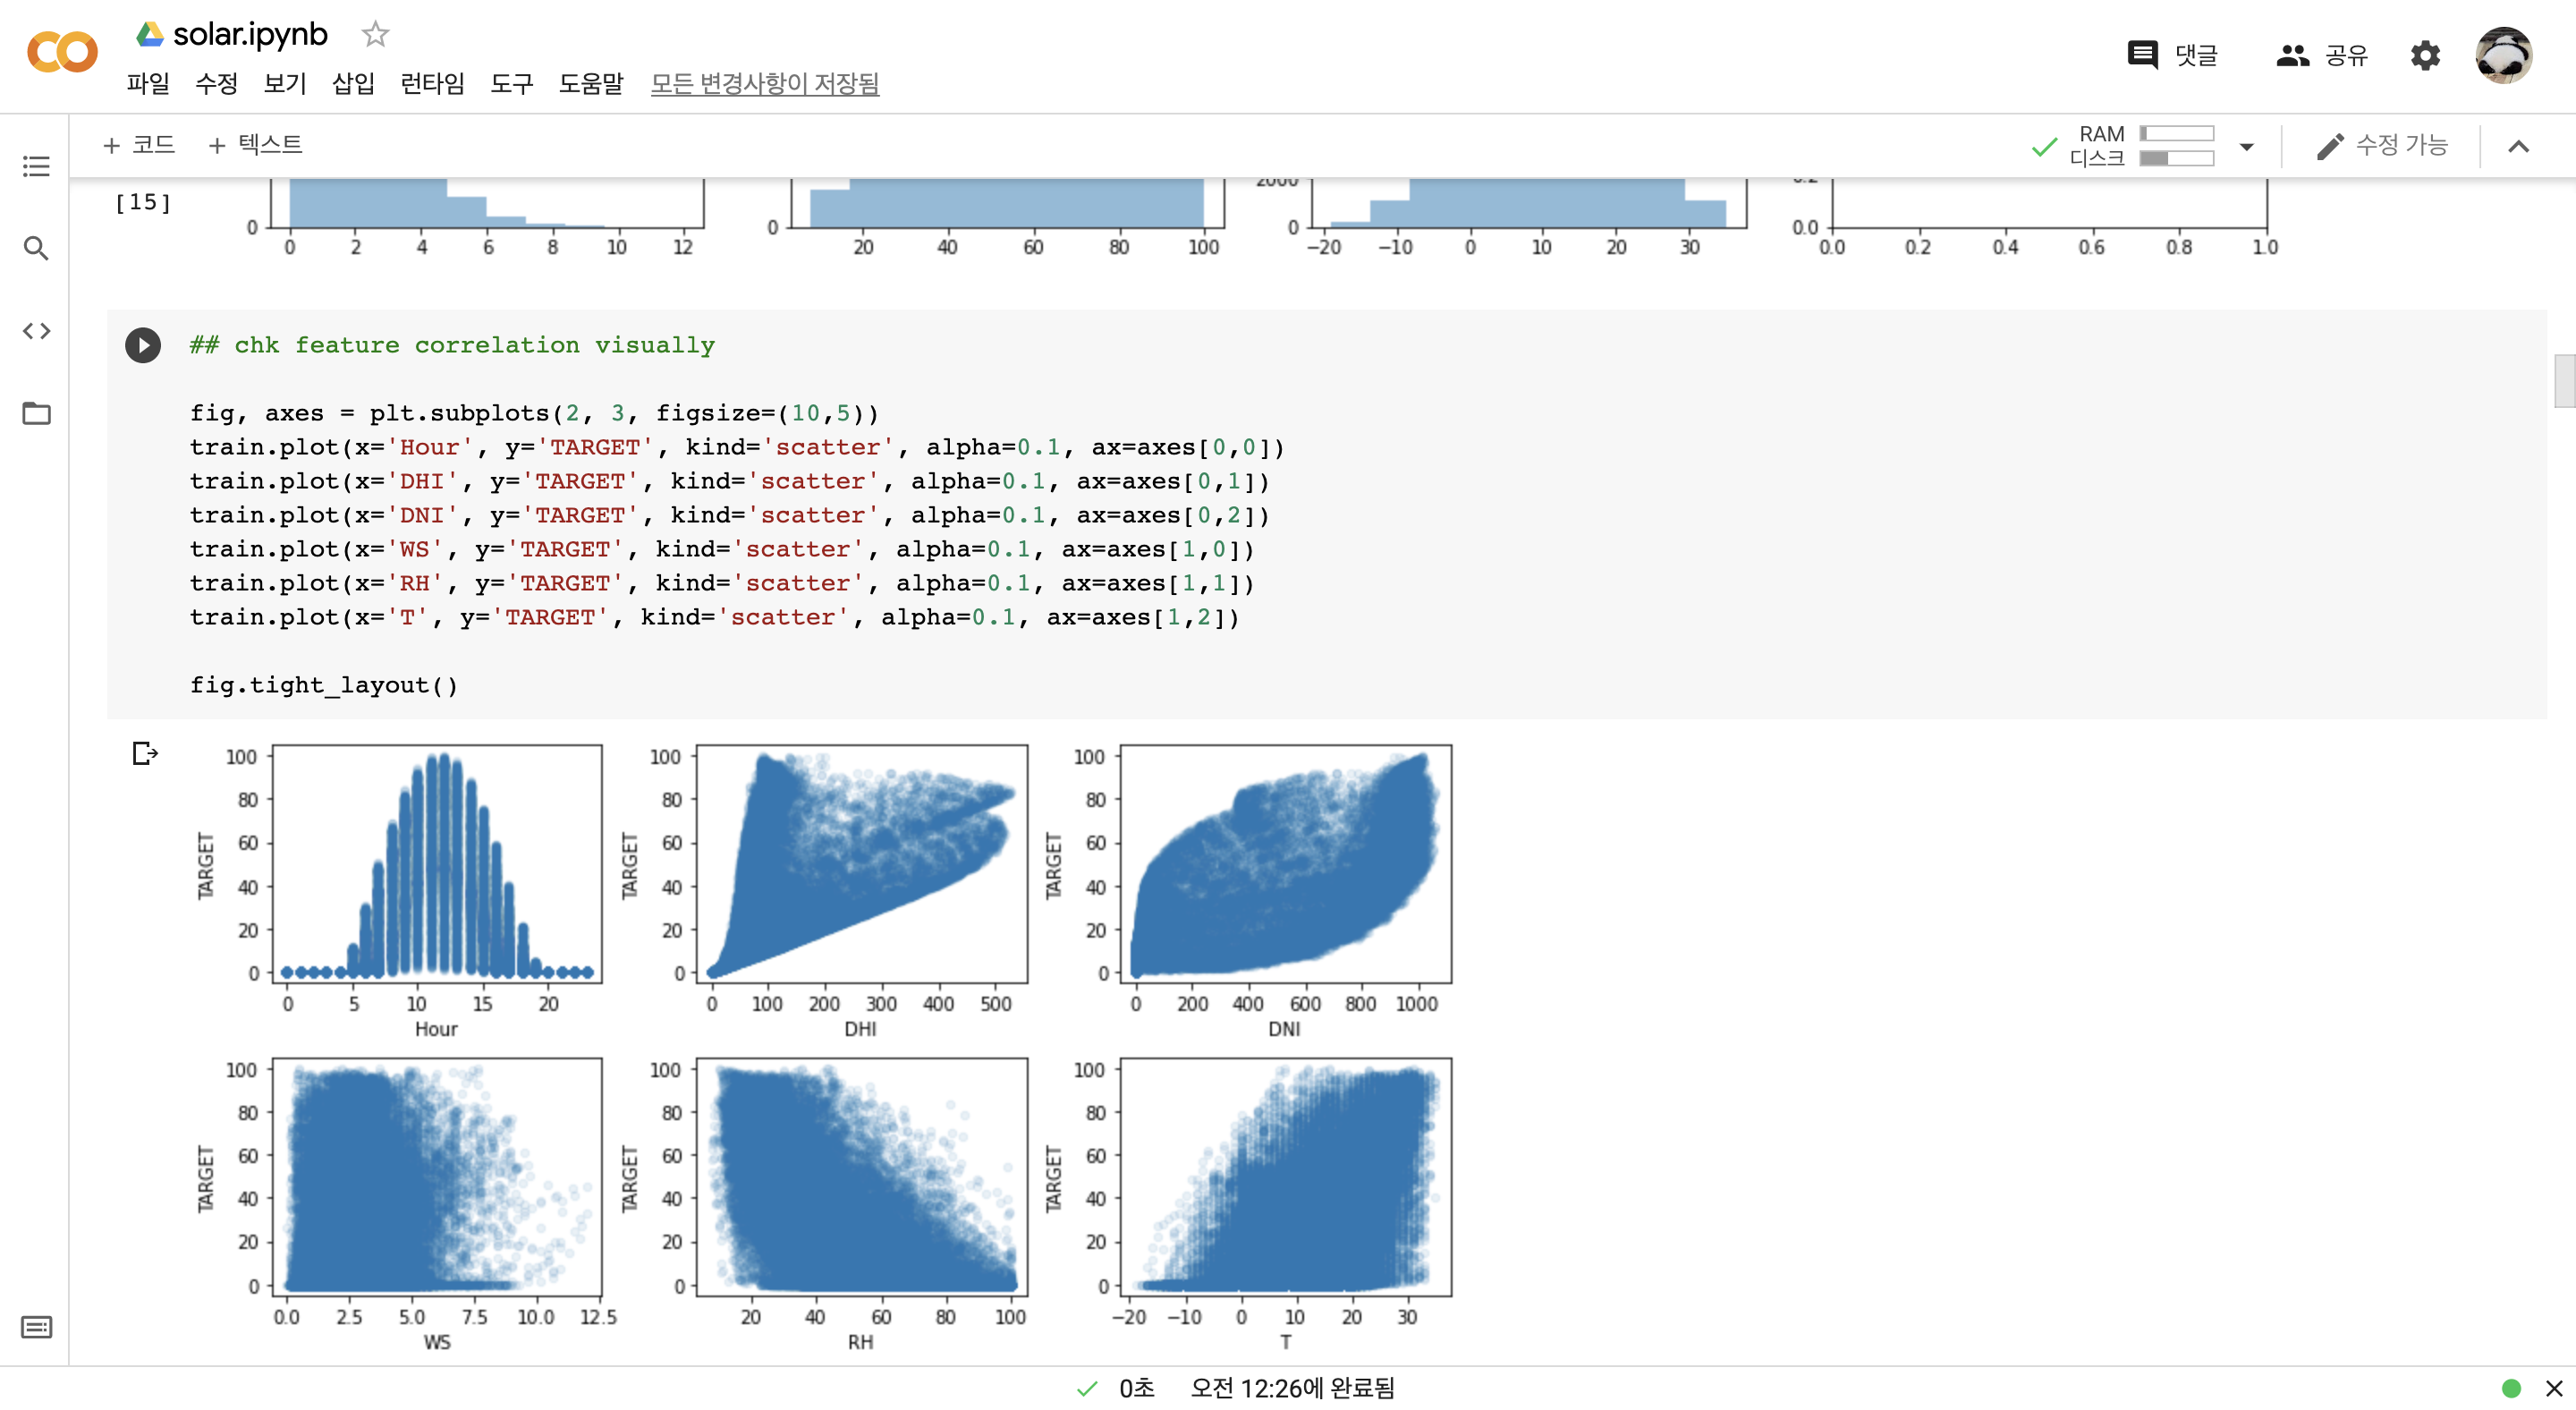 solar.ipynb
댓글 공유
파일 수정 보기 삽입 런타임 도구 도움말 모든 변경사항이 저장됨
+ 코드 + 텍스트
RAM
디스크
수정 가능
[15]
2000 0.2
0 0 0 0.0
0 2 4 6 8 10 12
20 40 60 80 100
−20 −10 0 10 20 30
0.0 0.2 0.4 0.6 0.8 1.0
## chk feature correlation visually
fig, axes = plt.subplots(2, 3, figsize=(10,5))
train.plot(x='Hour', y='TARGET', kind='scatter', alpha=0.1, ax=axes[0,0])
train.plot(x='DHI', y='TARGET', kind='scatter', alpha=0.1, ax=axes[0,1])
train.plot(x='DNI', y='TARGET', kind='scatter', alpha=0.1, ax=axes[0,2])
train.plot(x='WS', y='TARGET', kind='scatter', alpha=0.1, ax=axes[1,0])
train.plot(x='RH', y='TARGET', kind='scatter', alpha=0.1, ax=axes[1,1])
train.plot(x='T', y='TARGET', kind='scatter', alpha=0.1, ax=axes[1,2])
fig.tight_layout()
100
80
60
40
20
0
TARGET
0 5 10 15 20
Hour
100
80
60
40
20
0
TARGET
0 100 200 300 400 500
DHI
100
80
60
40
20
0
TARGET
0 200 400 600 800 1000
DNI
100
80
60
40
20
0
TARGET
0.0 2.5 5.0 7.5 10.0 12.5
WS
100
80
60
40
20
0
TARGET
20 40 60 80 100
RH
100
80
60
40
20
0
TARGET
−20 −10 0 10 20 30
T
0초 오전 12:26에 완료됨